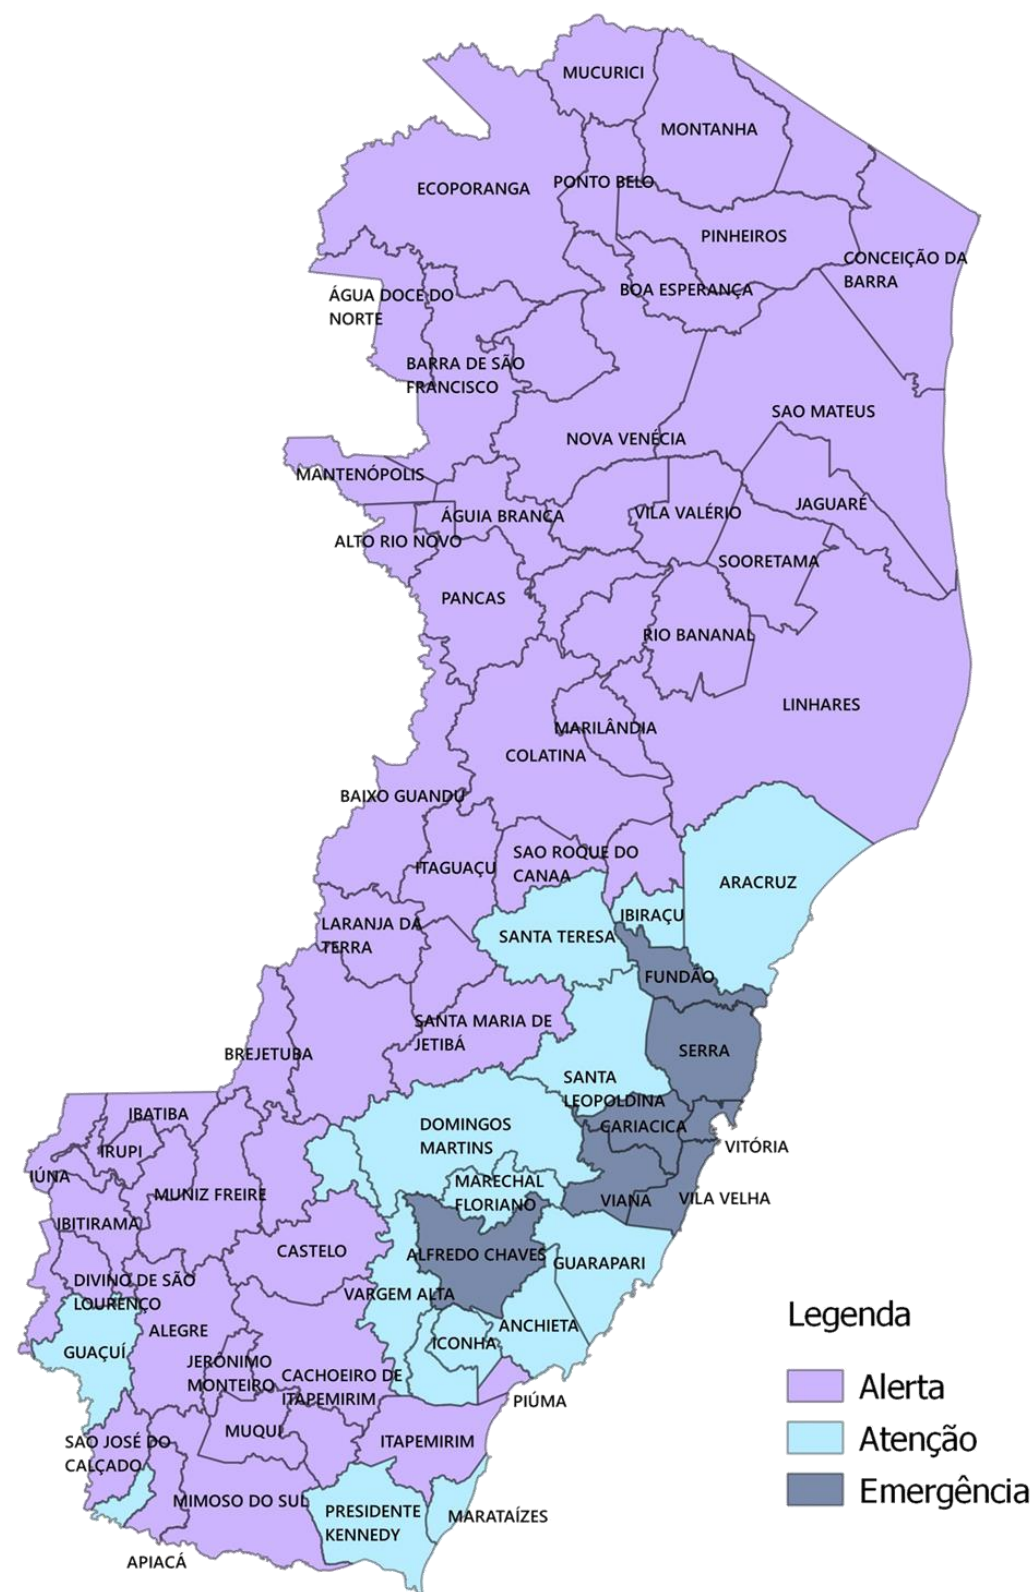 MUCURICI
MONTANHA
ECOPORANGA
PONTO BELO
PINHEIROS
CONCEIÇÃO DA
BARRA
BOA ESPERANÇA
ÁGUA DOCE DO
NORTE
BARRA DE SÃO
FRANCISCO
SAO MATEUS
NOVA VENÉCIA
MANTENÓPOLIS
JAGUARÉ
ÁGUIA BRANCA
VILA VALÉRIO
ALTO RIO NOVO
SOORETAMA
PANCAS
RIO BANANAL
LINHARES
MARILÂNDIA
COLATINA
BAIXO GUANDU
ITAGUAÇU
SAO ROQUE DO
CANAA
ARACRUZ
IBIRAÇU
LARANJA DA
TERRA
SANTA TERESA
FUNDÃO
SANTA MARIA DE
JETIBÁ
SERRA
BREJETUBA
SANTA
LEOPOLDINA
IBATIBA
DOMINGOS
MARTINS
CARIACICA
IRUPI
VITÓRIA
IÚNA
MUNIZ FREIRE
MARECHAL
FLORIANO
VIANA
VILA VELHA
IBITIRAMA
CASTELO
ALFREDO CHAVES
GUARAPARI
DIVINO DE SÃO
LOURENÇO
VARGEM ALTA
Legenda
ALEGRE
ANCHIETA
GUAÇUÍ
ICONHA
JERÔNIMO
MONTEIRO
CACHOEIRO DE
ITAPEMIRIM
Alerta
PIÚMA
MUQUI
SAO JOSÉ DO
CALÇADO
ITAPEMIRIM
Atenção
MIMOSO DO SUL
PRESIDENTE
KENNEDY
MARATAÍZES
Emergência
APIACÁ